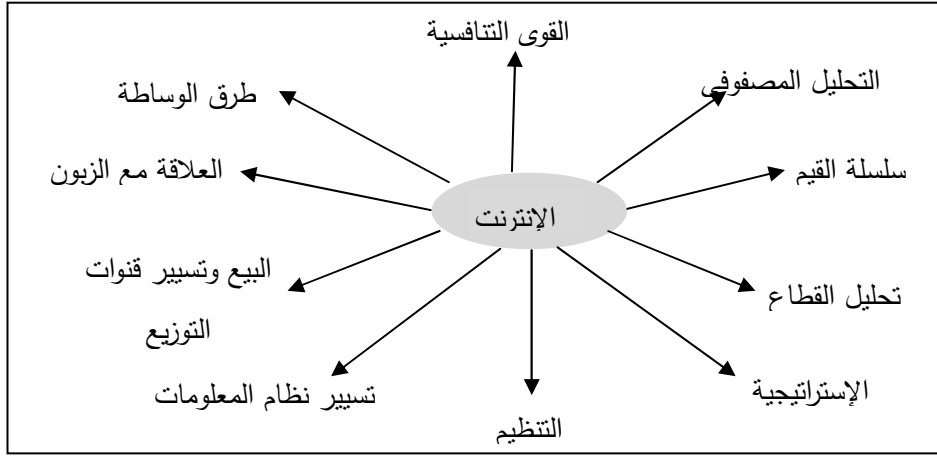 القوى التنافسية
التحليل المصفوفي
طرق الوساطة
سلسلة القيم
العلاقة مع الزبون
الإنترنت
البيع وتسيير قنوات
التوزيع
تحليل القطاع
تسيير نظام المعلومات
الإستراتيجية
التنظيم